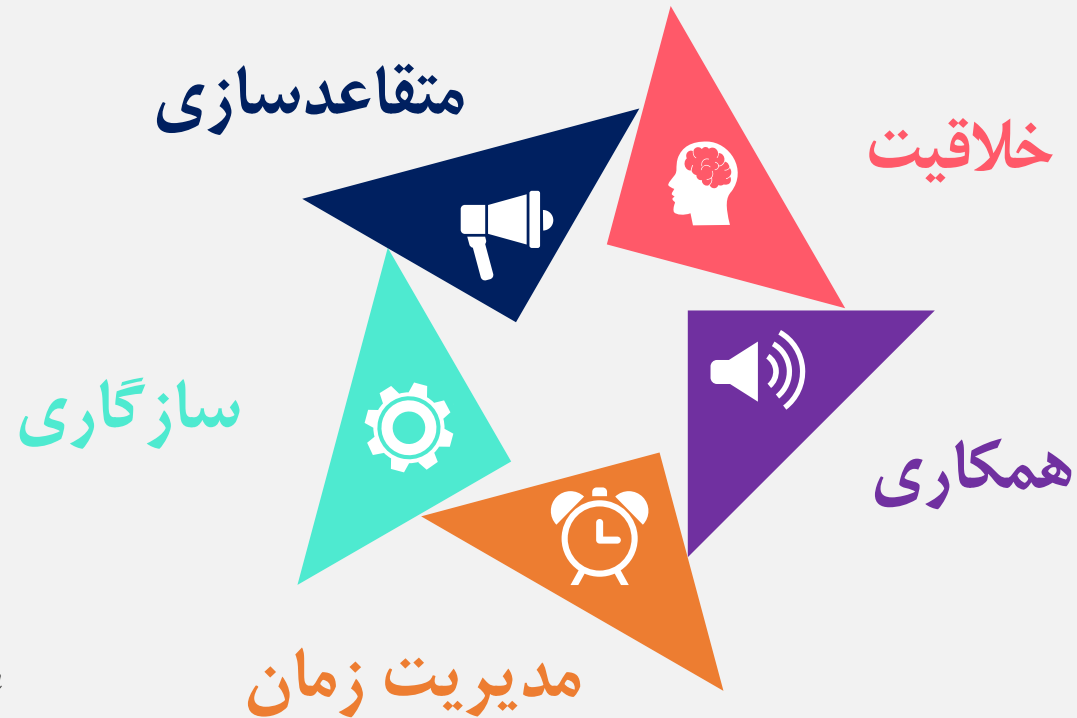 متقاعدسازی
خلاقیت
سازگاری
همکاری
مدیریت زمان